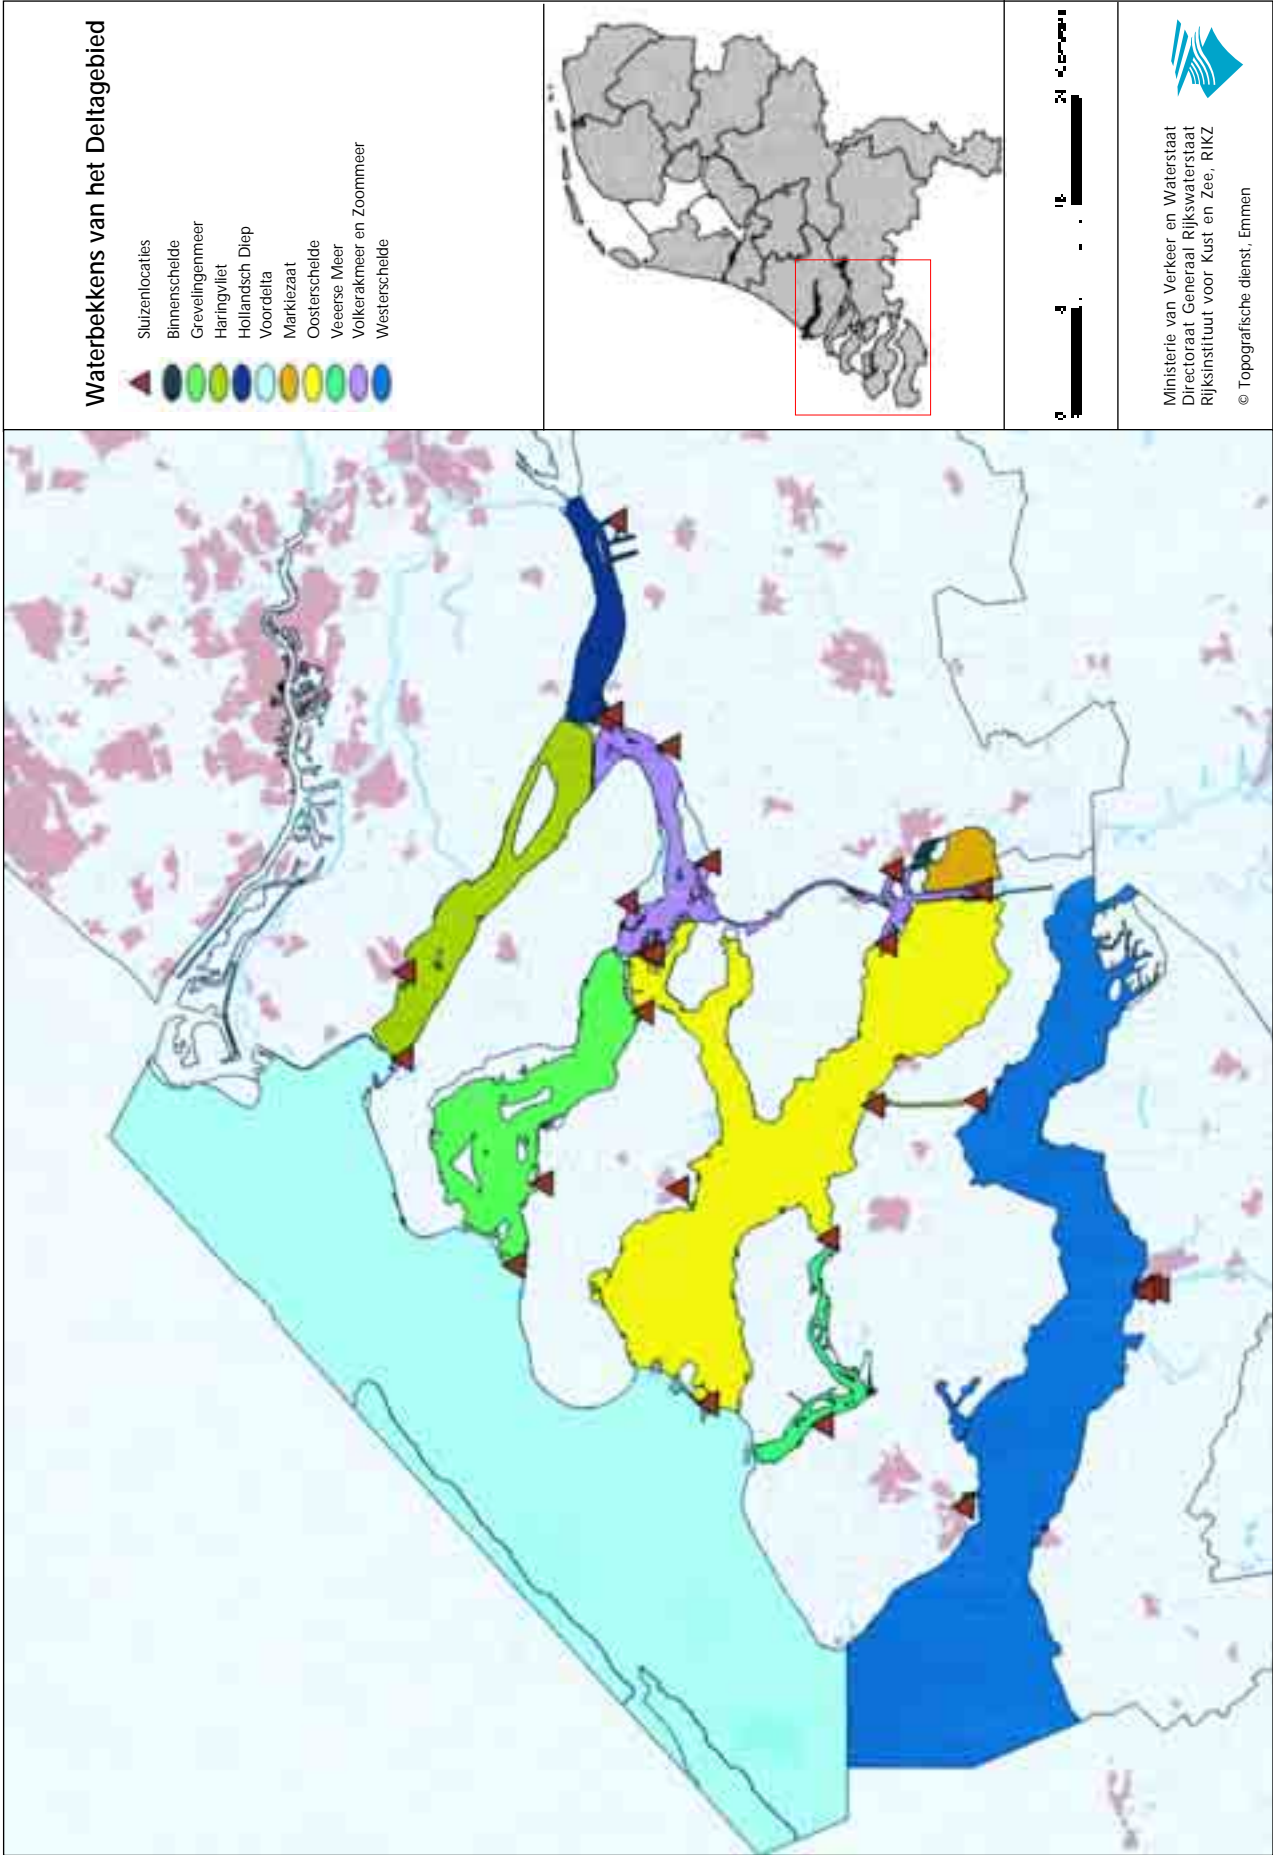 Waterbekkens van het Deltagebied
Sluizenlocaties
Binnenschelde
Grevelingenmeer
Haringvliet
Hollandsch Diep
Voordelta
Markiezaat
Oosterschelde
Veerse Meer
Volkerakmeer en Zoommeer
Westerschelde
Ministerie van Verkeer en Waterstaat
Directoraat Generaal Rijkswaterstaat
Rijksinstituut voor Kust en Zee, RIKZ
© Topografische dienst, Emmen